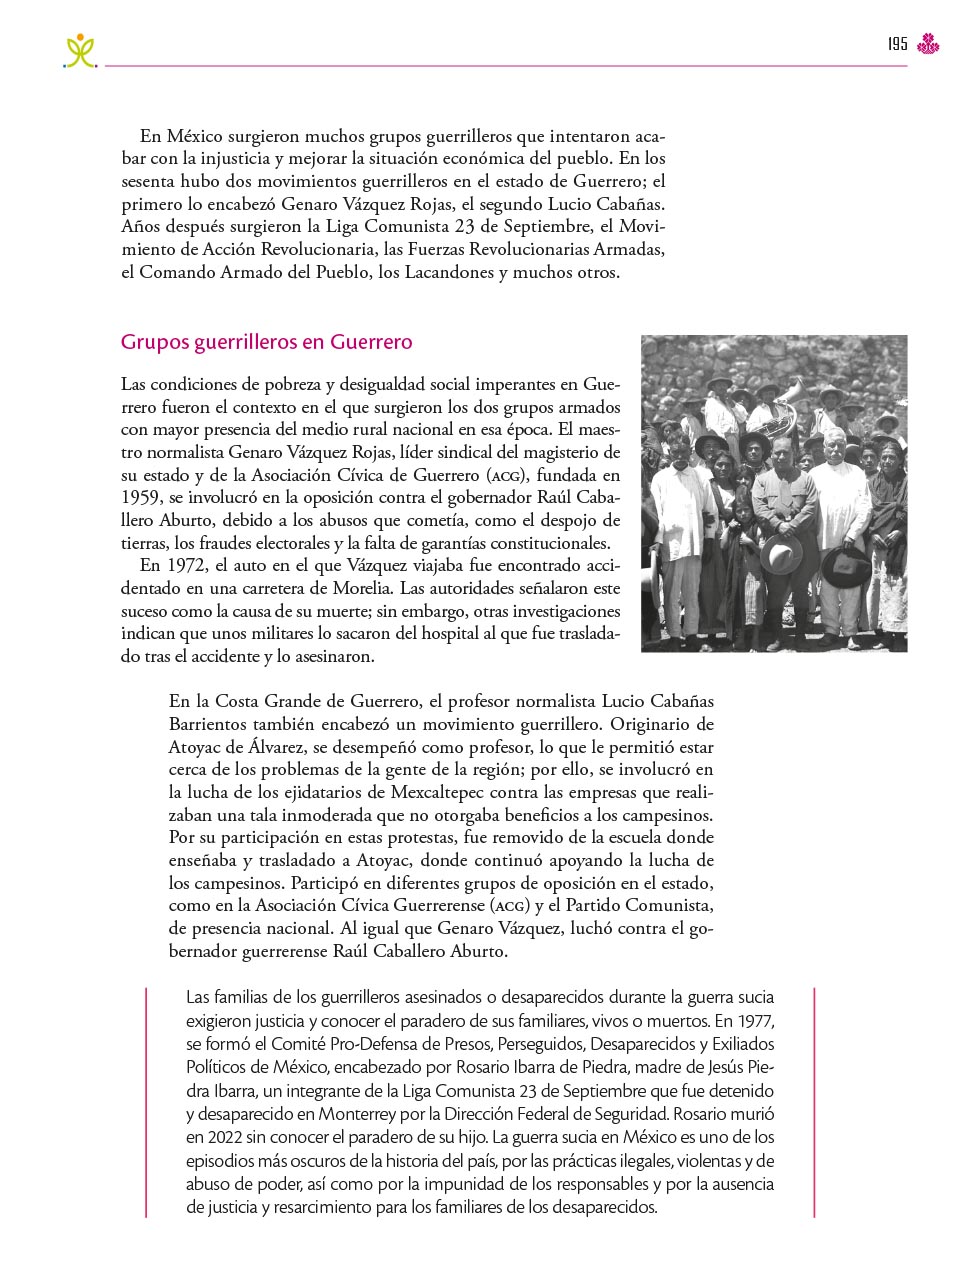 195
En México surgieron muchos grupos guerrilleros que intentaron aca-
bar con la injusticia y mejorar la situación económica del pueblo. En los
sesenta hubo dos movimientos guerrilleros en el estado de Guerrero; el
primero lo encabezó Genaro Vázquez Rojas, el segundo Lucio Cabañas.
Años después surgieron la Liga Comunista 23 de Septiembre, el Movi-
miento de Acción Revolucionaria, las Fuerzas Revolucionarias Armadas,
el Comando Armado del Pueblo, los Lacandones y muchos otros.
Grupos guerrilleros en Guerrero
Las condiciones de pobreza y desigualdad social imperantes en Gue-
rrero fueron el contexto en el que surgieron los dos grupos armados
con mayor presencia del medio rural nacional en esa época. El maes-
tro normalista Genaro Vázquez Rojas, líder sindical del magisterio de
su estado y de la Asociación Cívica de Guerrero (ACG), fundada en
1959, se involucró en la oposición contra el gobernador Raúl Caba-
llero Aburto, debido a los abusos que cometía, como el despojo de
tierras, los fraudes electorales y la falta de garantías constitucionales.
En 1972, el auto en el que Vázquez viajaba fue encontrado acci-
dentado en una carretera de Morelia. Las autoridades señalaron este
suceso como la causa de su muerte; sin embargo, otras investigaciones
indican que unos militares lo sacaron del hospital al que fue traslada-
do tras el accidente y lo asesinaron.
En la Costa Grande de Guerrero, el profesor normalista Lucio Cabañas
Barrientos también encabezó un movimiento guerrillero. Originario de
Atoyac de Álvarez, se desempeñó como profesor, lo que le permitió estar
cerca de los problemas de la gente de la región; por ello, se involucró en
la lucha de los ejidatarios de Mexcaltepec contra las empresas que reali-
zaban una tala inmoderada que no otorgaba beneficios a los campesinos.
Por su participación en estas protestas, fue removido de la escuela donde
enseñaba y trasladado a Atoyac, donde continuó apoyando la lucha de
los campesinos. Participó en diferentes grupos de oposición en el estado,
como en la Asociación Cívica Guerrerense (ACG) y el Partido Comunista,
de presencia nacional. Al igual que Genaro Vázquez, luchó contra el go-
bernador guerrerense Raúl Caballero Aburto.
Las familias de los guerrilleros asesinados o desaparecidos durante la guerra sucia
exigieron justicia y conocer el paradero de sus familiares, vivos o muertos. En 1977,
se formó el Comité Pro-Defensa de Presos, Perseguidos, Desaparecidos y Exiliados
Políticos de México, encabezado por Rosario Ibarra de Piedra, madre de Jesús Pie-
dra Ibarra, un integrante de la Liga Comunista 23 de Septiembre que fue detenido
y desaparecido en Monterrey por la Dirección Federal de Seguridad. Rosario murió
en 2022 sin conocer el paradero de su hijo. La guerra sucia en México es uno de los
episodios más oscuros de la historia del país, por las prácticas ilegales, violentas y de
abuso de poder, así como por la impunidad de los responsables y por la ausencia
de justicia y resarcimiento para los familiares de los desaparecidos.